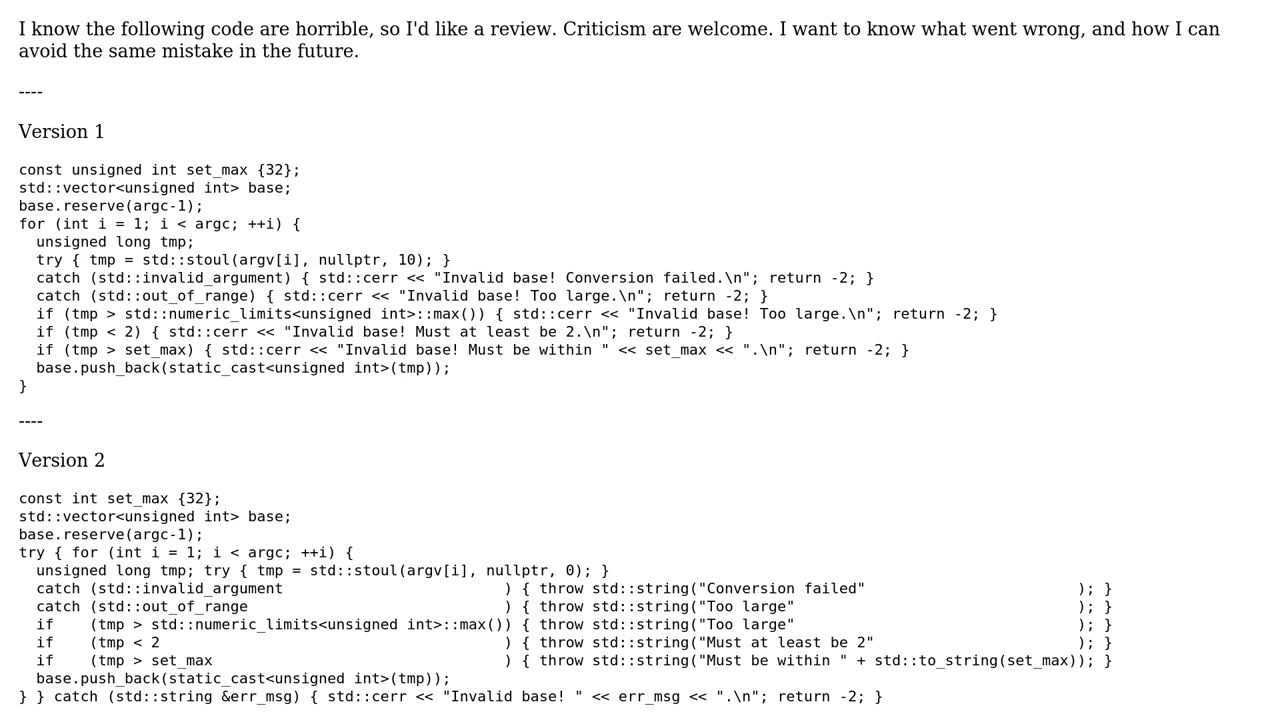 I know the following code are horrible, so I'd like a review. Criticism are welcome. I want to know what went wrong, and how I can
avoid the same mistake in the future.
----
Version 1
const unsigned int set_max {32};
std::vector<unsigned int> base;
base.reserve(argc-1);
for (int i = 1; i < argc; ++i) {
  unsigned long tmp;
  try { tmp = std::stoul(argv[i], nullptr, 10); }
  catch (std::invalid_argument) { std::cerr << "Invalid base! Conversion failed.\n"; return -2; }
  catch (std::out_of_range) { std::cerr << "Invalid base! Too large.\n"; return -2; }
  if (tmp > std::numeric_limits<unsigned int>::max()) { std::cerr << "Invalid base! Too large.\n"; return -2; }
  if (tmp < 2) { std::cerr << "Invalid base! Must at least be 2.\n"; return -2; }
  if (tmp > set_max) { std::cerr << "Invalid base! Must be within " << set_max << ".\n"; return -2; }
  base.push_back(static_cast<unsigned int>(tmp));
}
----
Version 2
const int set_max {32};
std::vector<unsigned int> base;
base.reserve(argc-1);
try { for (int i = 1; i < argc; ++i) {
  unsigned long tmp; try { tmp = std::stoul(argv[i], nullptr, 0); }
  catch (std::invalid_argument                         ) { throw std::string("Conversion failed"                        ); }
  catch (std::out_of_range                             ) { throw std::string("Too large"                                ); }
  if    (tmp > std::numeric_limits<unsigned int>::max()) { throw std::string("Too large"                                ); }
  if    (tmp < 2                                       ) { throw std::string("Must at least be 2"                       ); }
  if    (tmp > set_max                                 ) { throw std::string("Must be within " + std::to_string(set_max)); }
  base.push_back(static_cast<unsigned int>(tmp));
} } catch (std::string &err_msg) { std::cerr << "Invalid base! " << err_msg << ".\n"; return -2; }